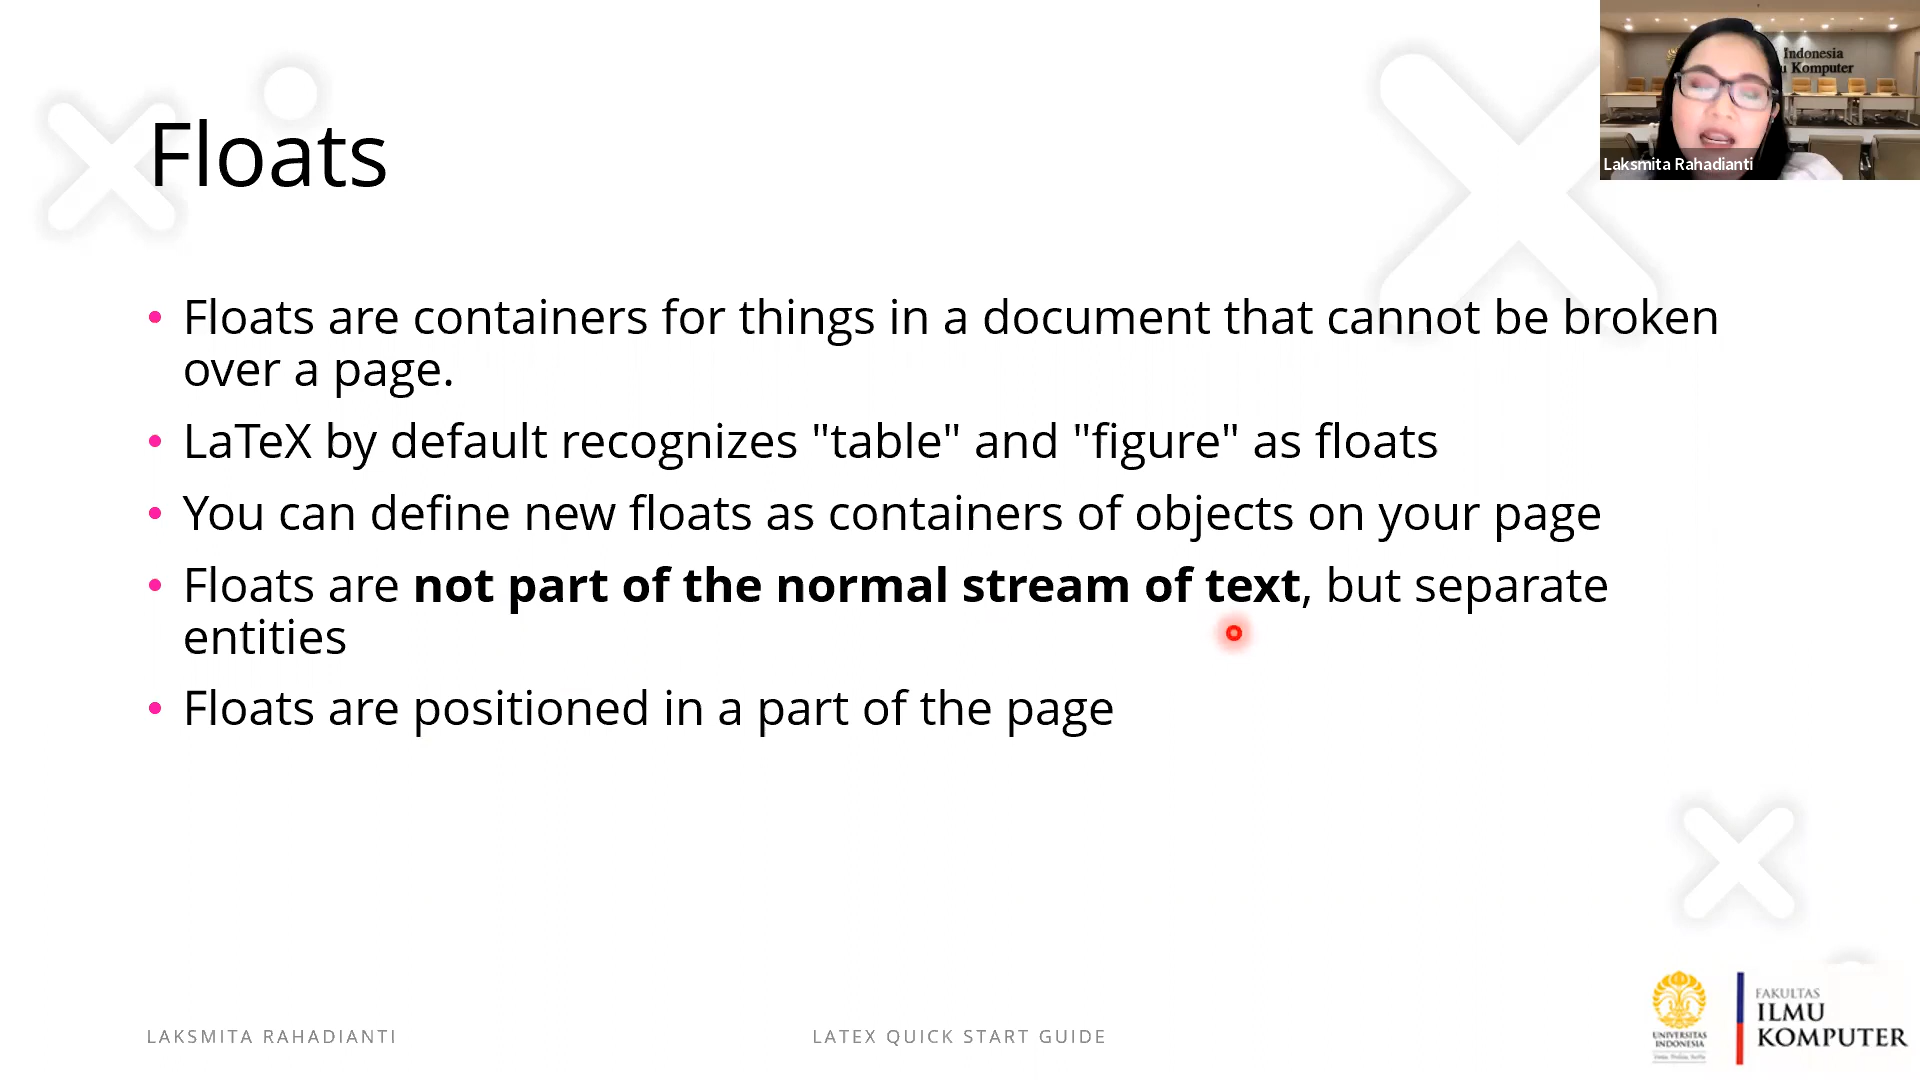 Indonesia
u Komputer
Laksmita Rahadianti
Floats
• Floats are containers for things in a document that cannot be broken
over a page.
• LaTeX by default recognizes "table" and "figure" as floats
• You can define new floats as containers of objects on your page
• Floats are not part of the normal stream of text, but separate
entities
• Floats are positioned in a part of the page
LAKSMITA RAHADIANTI
LATEX QUICK START GUIDE
UNIVERSITAS
INDONESIA
FAKULTAS
ILMU
KOMPUTER